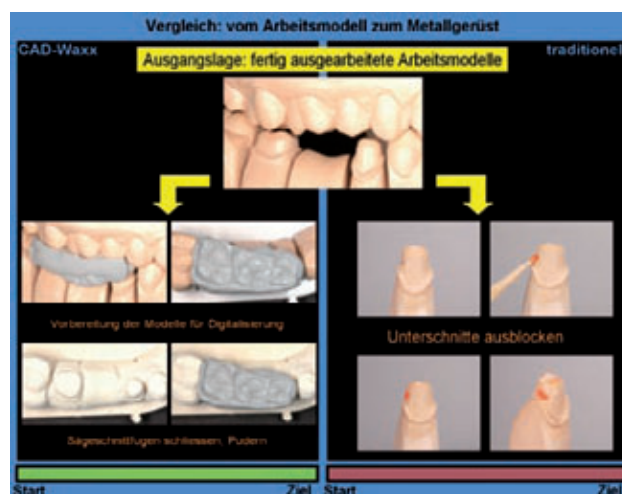 Vergleich: vom Arbeitsmodell zum Metallgerüst
CAD-Waxx
traditionell
Ausgangslage: fertig ausgearbeitete Arbeitsmodelle
Vorbereitung der Modelle für Digitalisierung
Unterschnitte ausblocken
Sägeschnittfugen schliessen, Pudern
Start
Ziel
Start
Ziel